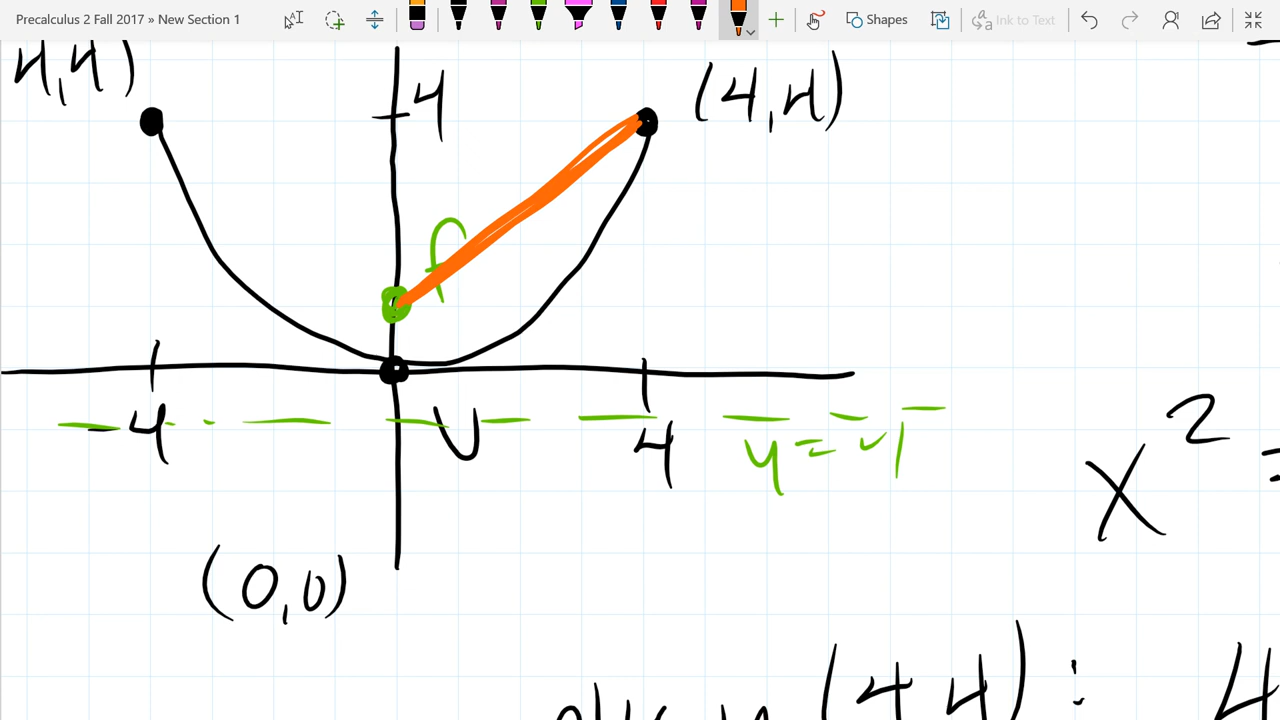 Precalculus 2 Fall 2017 » New Section 1
Shapes
Ink to Text
4,4)
4
(4,4)
f
-4
V
4
y = -1
x² =
(0,0)
(4,4): 4